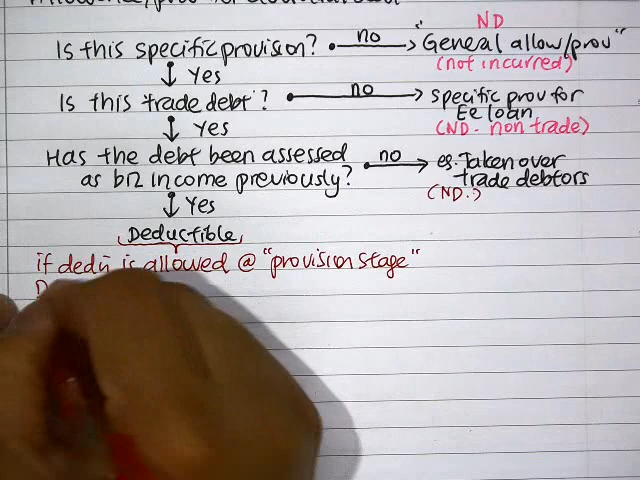 ND
Is this specific provision? no "General allow/prov"
(not incurred)
Yes
Is this trade debt? no specific prov for
Ee loan
Yes (ND - non trade)
Has the debt been assessed no eg. Taken over
as biz income previously? trade debtors
(ND.)
Yes
Deductible
if ded'n is allowed @ "provision stage"
D